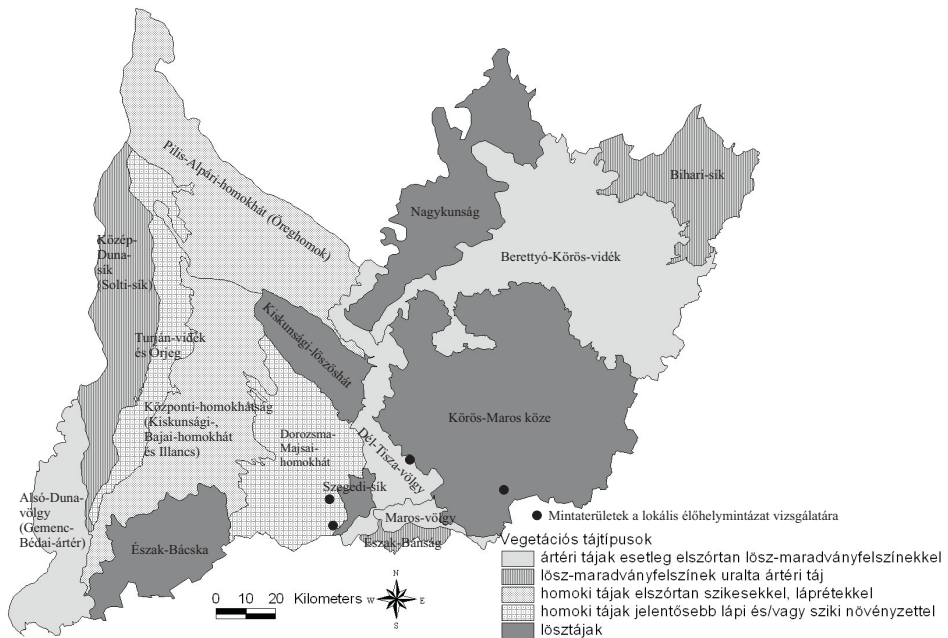 Pilis-Alpári-homokhát (Őreghomok)
Bihari-sík
Nagykunság
Berettyó-Körös-vidék
Közép-
Duna-
sík
(Solti-sík)
Turján-vidék
és Őrjeg
Kiskunsági-löszöshát
Központi-homokhátság
(Kiskunsági-,
Bajai-homokhát
és Illancs)
Dorozsma-
Majsai-
homokhát
Körös-Maros köze
Dél-Tisza-völgy
Szegedi-sík
Alsó-Duna-
völgy
(Gemenc-
Bédai-ártér)
Maros-völgy
Észak-Bánság
Észak-Bácska
Mintaterületek a lokális élőhelymintázat vizsgálatára
Vegetációs tájtípusok
ártéri tájak esetleg elszórtan lösz-maradványfelszínekkel
lösz-maradványfelszínek uralta ártéri táj
homoki tájak elszórtan szikesekkel, láprétekkel
homoki tájak jelentősebb lápi és/vagy sziki növényzettel
lösztájak
0 10 20 Kilometers
N
W E
S